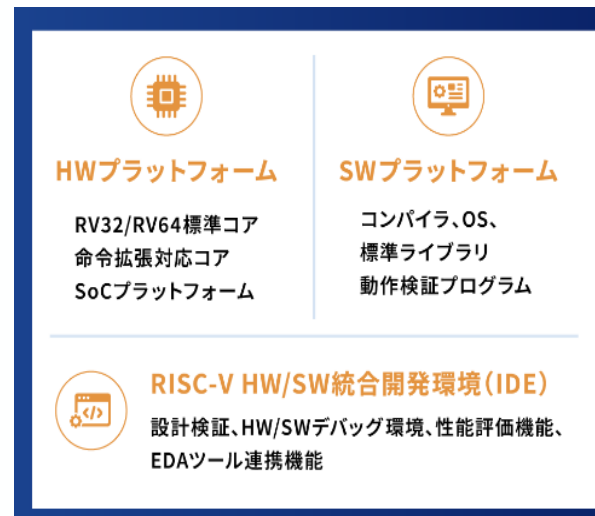 HWプラットフォーム
RV32/RV64標準コア
命令拡張対応コア
SoCプラットフォーム
SWプラットフォーム
コンパイラ、OS、
標準ライブラリ
動作検証プログラム
RISC-V HW/SW統合開発環境(IDE)
設計検証、HW/SWデバッグ環境、性能評価機能、
EDAツール連携機能